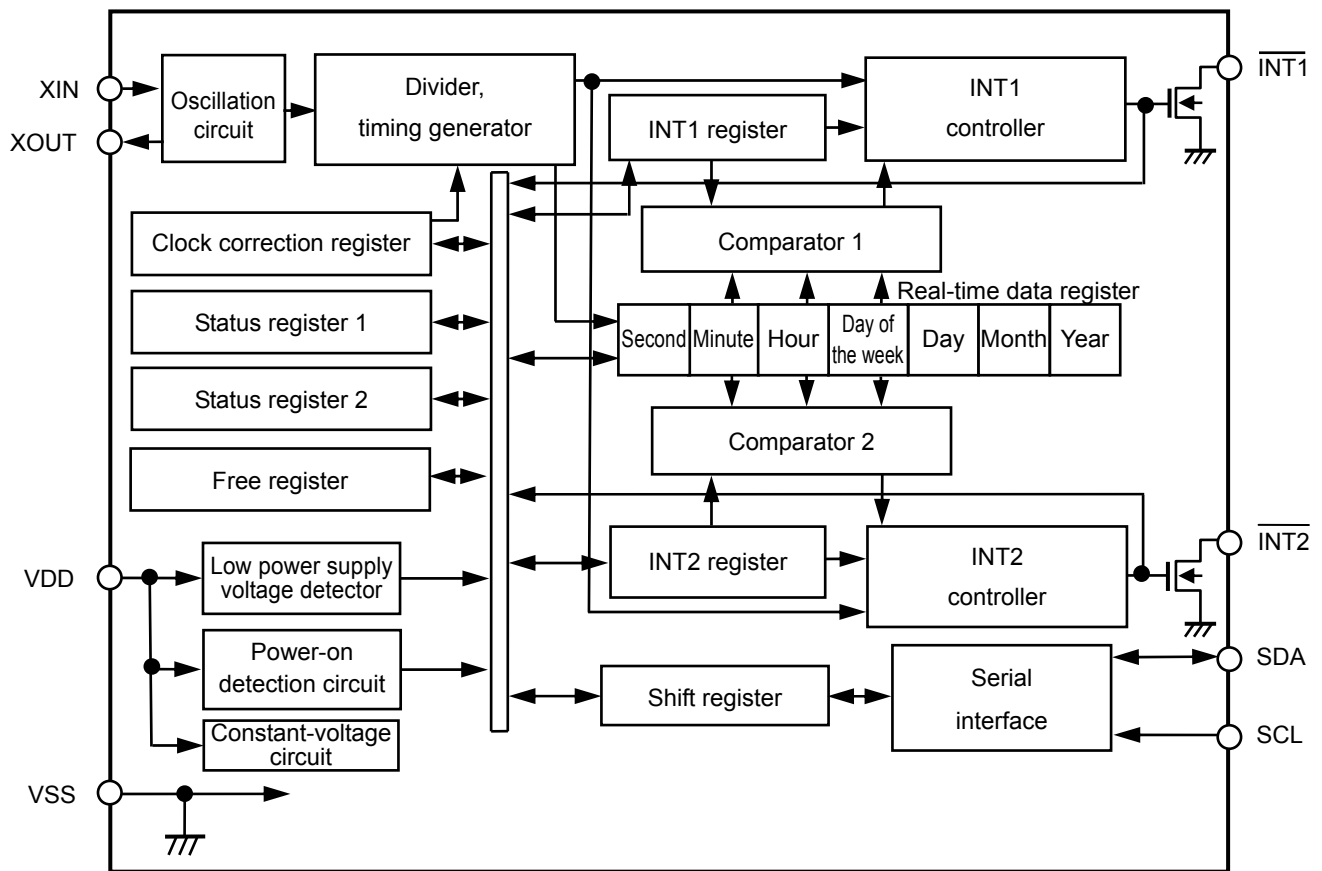 XIN
XOUT
Oscillation
circuit
Divider,
timing generator
INT1 register
INT1
controller
INT1
Clock correction register
Comparator 1
Status register 1
Real-time data register
Second
Minute
Hour
Day of
the week
Day
Month
Year
Status register 2
Comparator 2
Free register
VDD
Low power supply
voltage detector
INT2 register
INT2
controller
INT2
Power-on
detection circuit
Shift register
Serial
interface
SDA
SCL
Constant-voltage
circuit
VSS